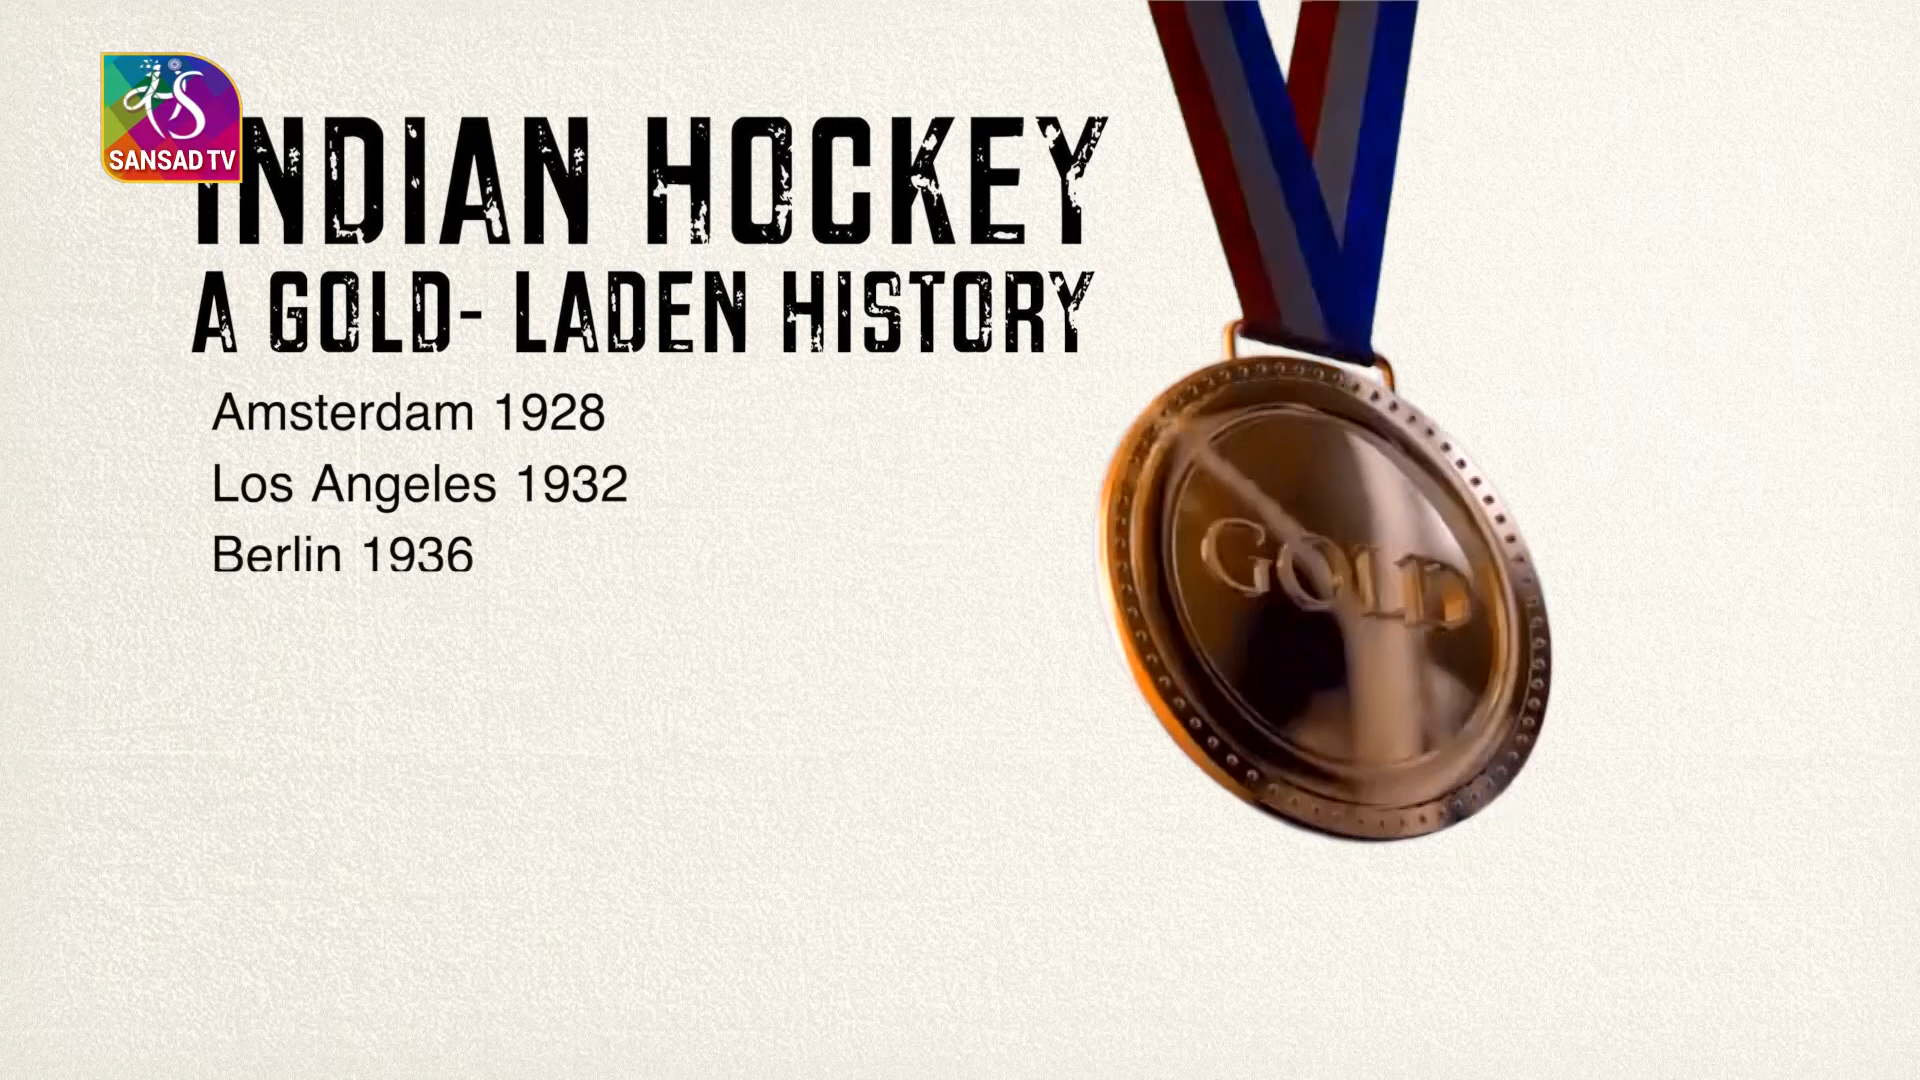 SANSAD TV
INDIAN HOCKEY
A GOLD- LADEN HISTORY
Amsterdam 1928
Los Angeles 1932
Berlin 1936
GOLD